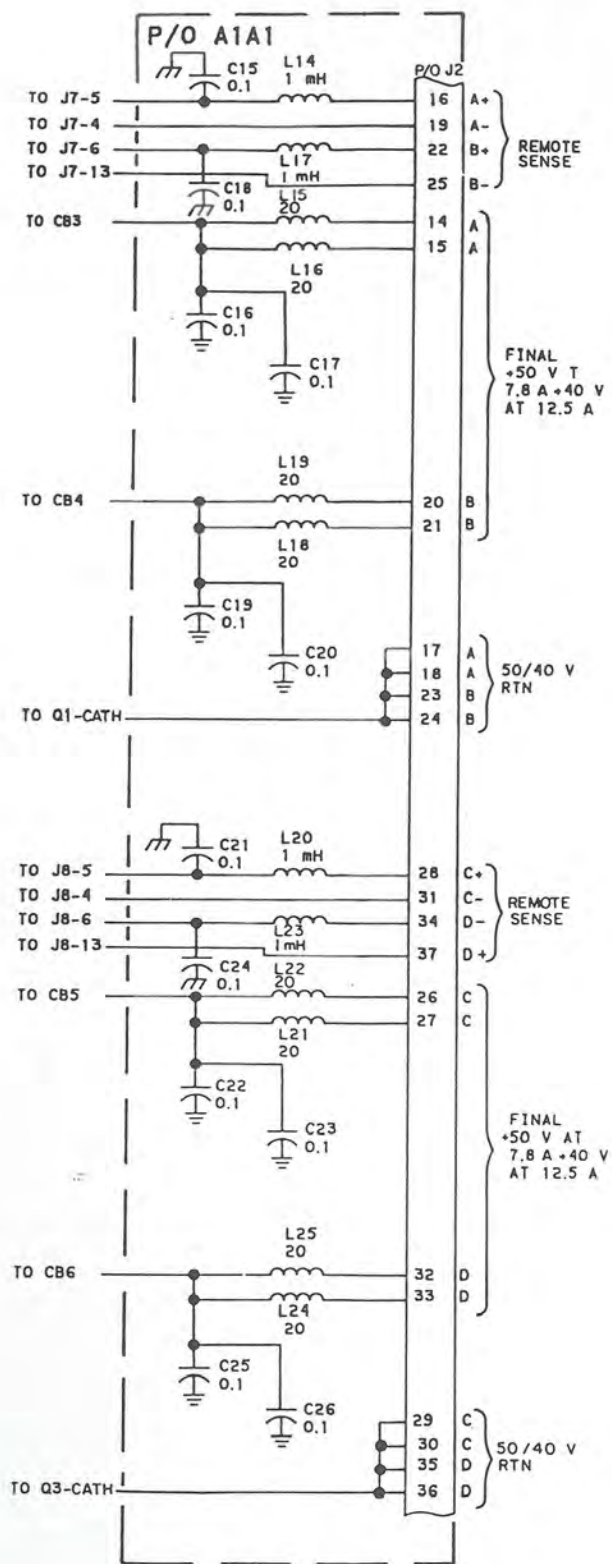 P/O A1A1
L14
1 mH
C15
0.1
P/O J2
TO J7-5
16 A+
TO J7-4
19 A-
TO J7-6
22 B+
REMOTE
SENSE
L17
1 mH
TO J7-13
25 B-
C18
0.1
L15
20
TO CB3
14 A
15 A
L16
20
C16
0.1
C17
0.1
FINAL
+50 V T
7.8 A +40 V
AT 12.5 A
L19
20
TO CB4
20 B
21 B
L18
20
C19
0.1
C20
0.1
17 A
18 A
23 B
24 B
50/40 V
RTN
TO Q1-CATH
C21
0.1
L20
1 mH
TO J8-5
28 C+
TO J8-4
31 C-
TO J8-6
34 D-
REMOTE
SENSE
L23
1mH
TO J8-13
37 D+
C24
0.1
L22
20
TO CB5
26 C
27 C
L21
20
C22
0.1
C23
0.1
FINAL
+50 V AT
7.8 A +40 V
AT 12.5 A
L25
20
TO CB6
32 D
33 D
L24
20
C25
0.1
C26
0.1
29 C
30 C
35 D
36 D
50/40 V
RTN
TO Q3-CATH